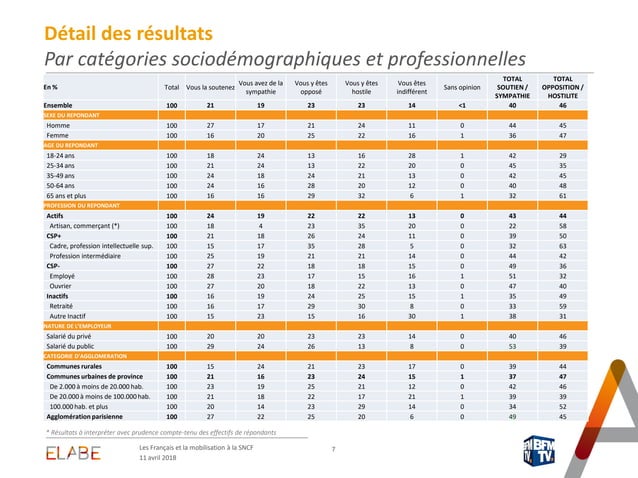 Détail des résultats
Par catégories sociodémographiques et professionnelles
En % Total Vous la soutenez Vous avez de la sympathie Vous y êtes opposé Vous y êtes hostile Vous êtes indifférent Sans opinion TOTAL SOUTIEN / SYMPATHIE TOTAL OPPOSITION / HOSTILITE
Ensemble 100 21 19 23 23 14 <1 40 46
SEXE DU REPONDANT
Homme 100 27 17 21 24 11 0 44 45
Femme 100 16 20 25 22 16 1 36 47
AGE DU REPONDANT
18-24 ans 100 18 24 13 16 28 1 42 29
25-34 ans 100 21 24 13 22 20 0 45 35
35-49 ans 100 24 18 24 21 13 0 42 45
50-64 ans 100 24 16 28 20 12 0 40 48
65 ans et plus 100 16 16 29 32 6 1 32 61
PROFESSION DU REPONDANT
Actifs 100 24 19 22 22 13 0 43 44
Artisan, commerçant (*) 100 18 4 23 35 20 0 22 58
CSP+ 100 21 18 26 24 11 0 39 50
Cadre, profession intellectuelle sup. 100 15 17 35 28 5 0 32 63
Profession intermédiaire 100 25 19 21 21 14 0 44 42
CSP- 100 27 22 18 18 15 0 49 36
Employé 100 28 23 17 15 16 1 51 32
Ouvrier 100 27 20 18 22 13 0 47 40
Inactifs 100 16 19 24 25 15 1 35 49
Retraité 100 16 17 29 30 8 0 33 59
Autre Inactif 100 15 23 15 16 30 1 38 31
NATURE DE L'EMPLOYEUR
Salarié du privé 100 20 20 23 23 14 0 40 46
Salarié du public 100 29 24 26 13 8 0 53 39
CATEGORIE D'AGGLOMERATION
Communes rurales 100 15 24 21 23 17 0 39 44
Communes urbaines de province 100 21 16 23 24 15 1 37 47
De 2.000 à moins de 20.000 hab. 100 23 19 25 21 12 0 42 46
De 20.000 à moins de 100.000 hab. 100 21 18 22 17 21 1 39 39
100.000 hab. et plus 100 20 14 23 29 14 0 34 52
Agglomération parisienne 100 27 22 25 20 6 0 49 45
* Résultats à interpréter avec prudence compte-tenu des effectifs de répondants
ELABE
Les Français et la mobilisation à la SNCF
11 avril 2018
7
BFM
TV.